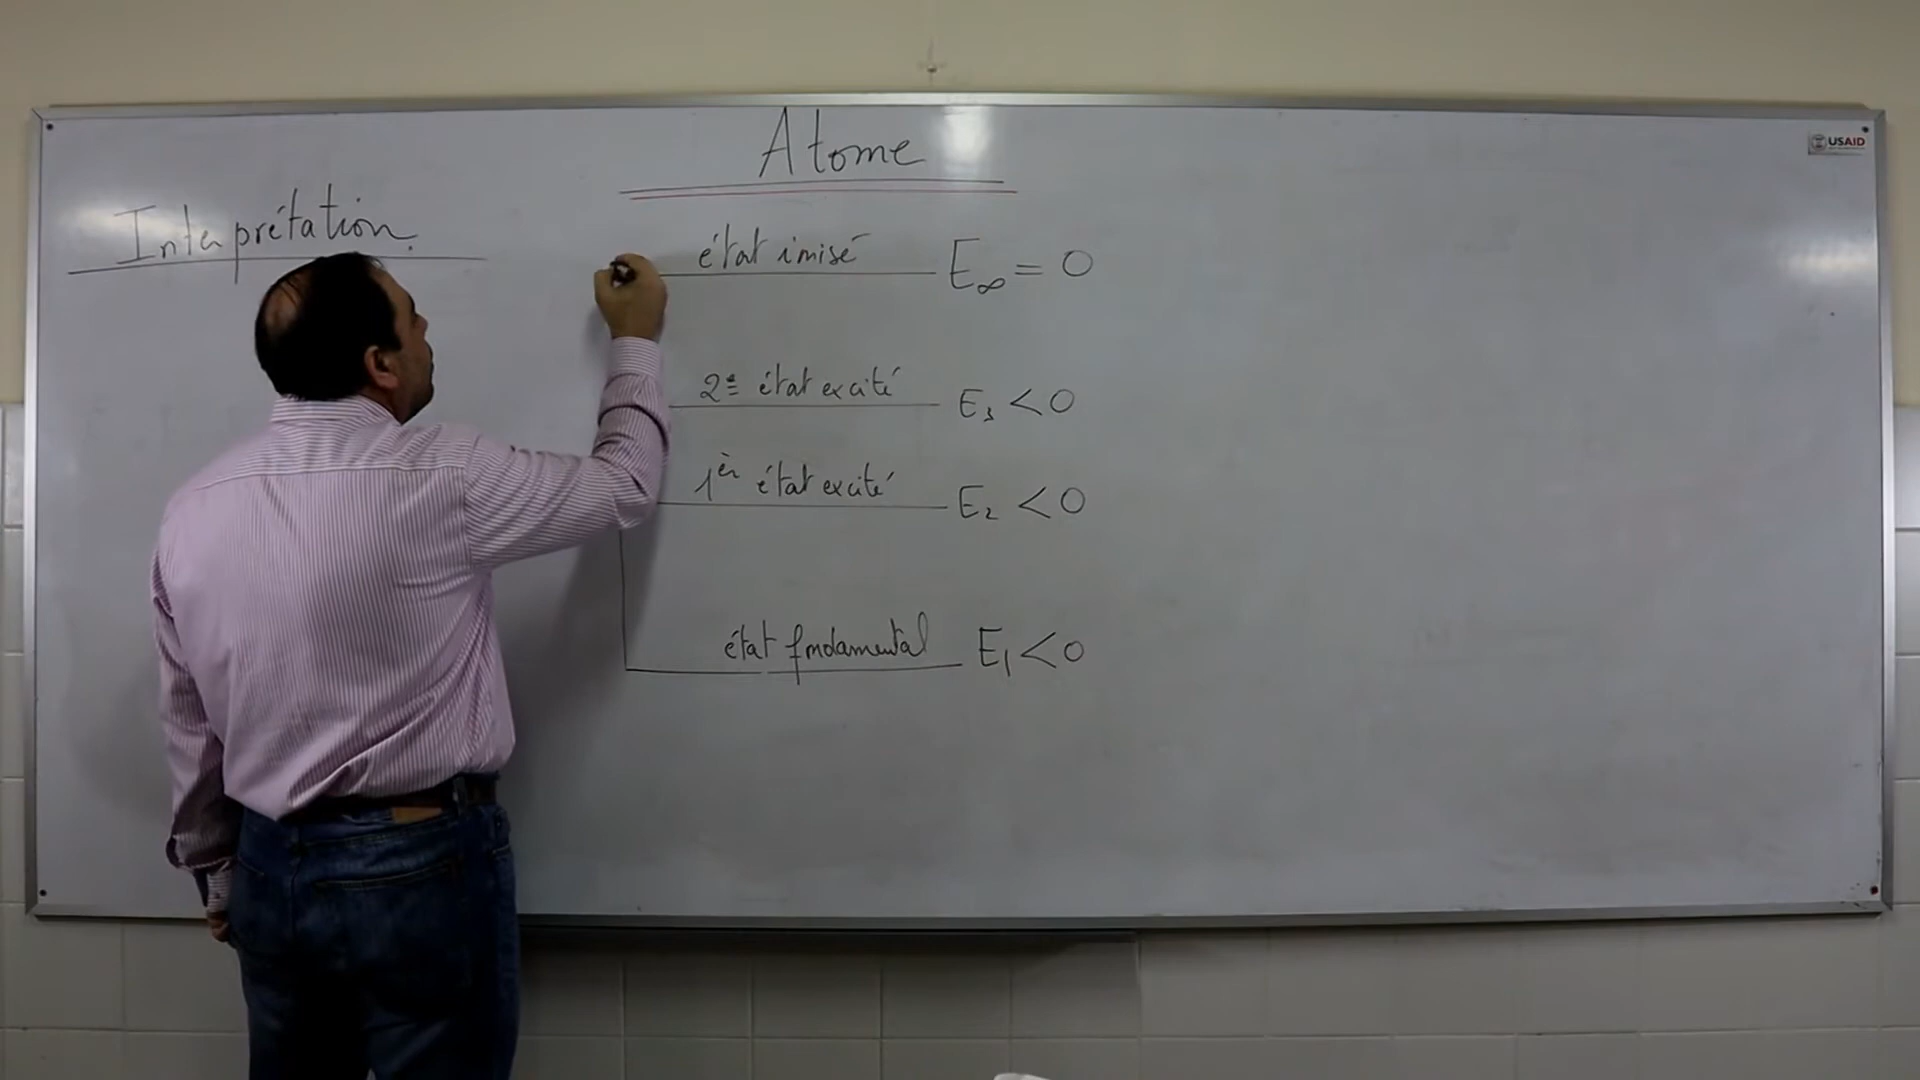 Atome
Interprétation.
état ionisé E∞ = 0
2e état excité E3 < 0
1er état excité E2 < 0
état fondamental E1 < 0
USAID